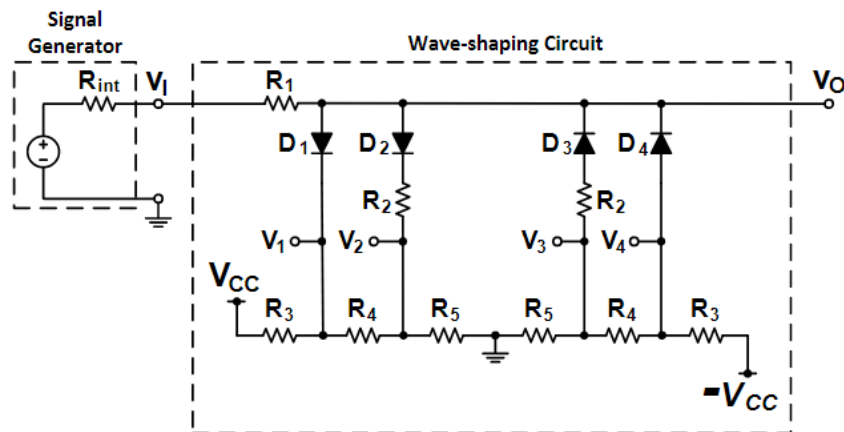 Signal
Generator
Wave-shaping Circuit
Rint
VI
R1
VO
+
−
D1
D2
D3
D4
R2
R2
V1
V2
V3
V4
VCC
R3
R4
R5
R5
R4
R3
-VCC